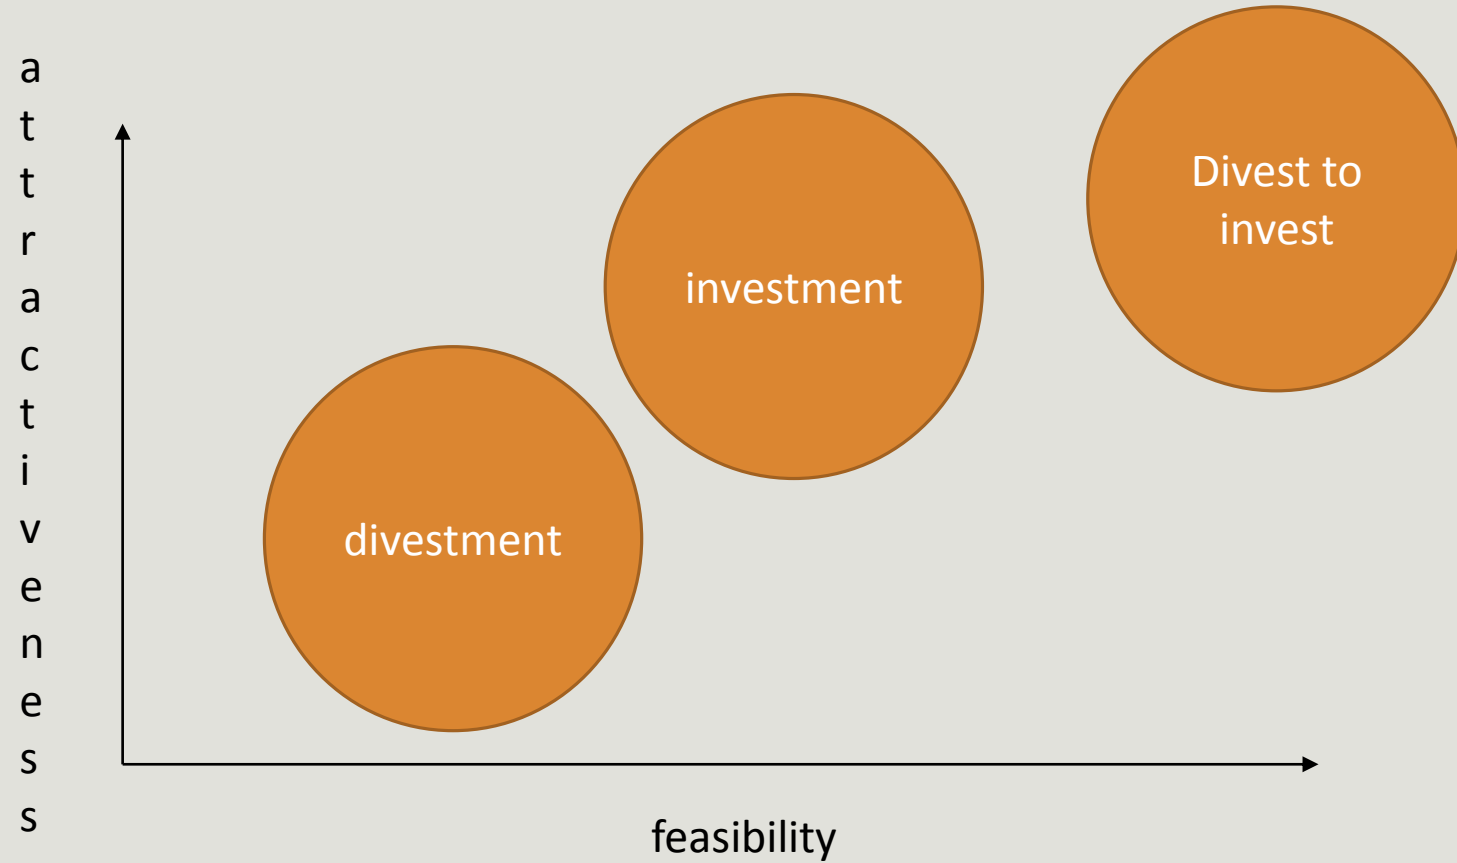 attractiveness
Divest to
invest
investment
divestment
feasibility